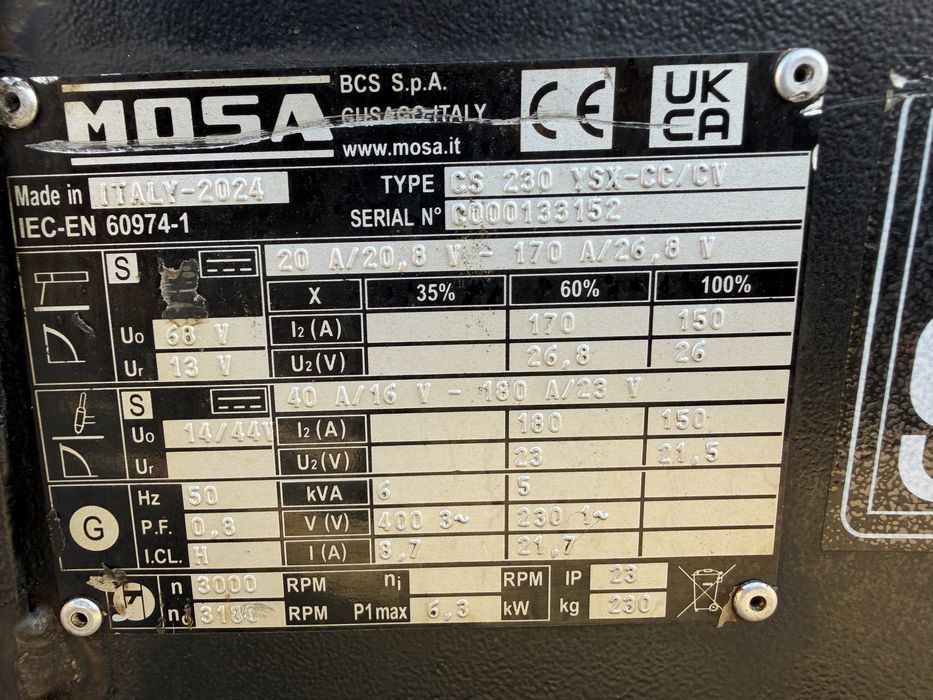 MOSA
BCS S.p.A.
GUSAGO-ITALY
www.mosa.it
CE
UK
CA
Made in ITALY-2024
TYPE CS 230 YSX-CC/CV
IEC-EN 60974-1
SERIAL N° C000133152
S 20 A/20,8 V - 170 A/26,8 V
X 35% 60% 100%
U₀ 68 V I₂(A) 170 150
Uᵣ 13 V U₂(V) 26,8 26
S 40 A/16 V - 180 A/23 V
U₀ 14/44V I₂(A) 180 150
Uᵣ U₂(V) 23 21,5
G
Hz 50 kVA 6 5
P.F. 0,8 V(V) 400 3~ 230 1~
I.CL. H I(A) 8,7 21,7
n 3000 RPM n₁ RPM IP 23
n₀ 3180 RPM P1max 6,3 kW kg 230